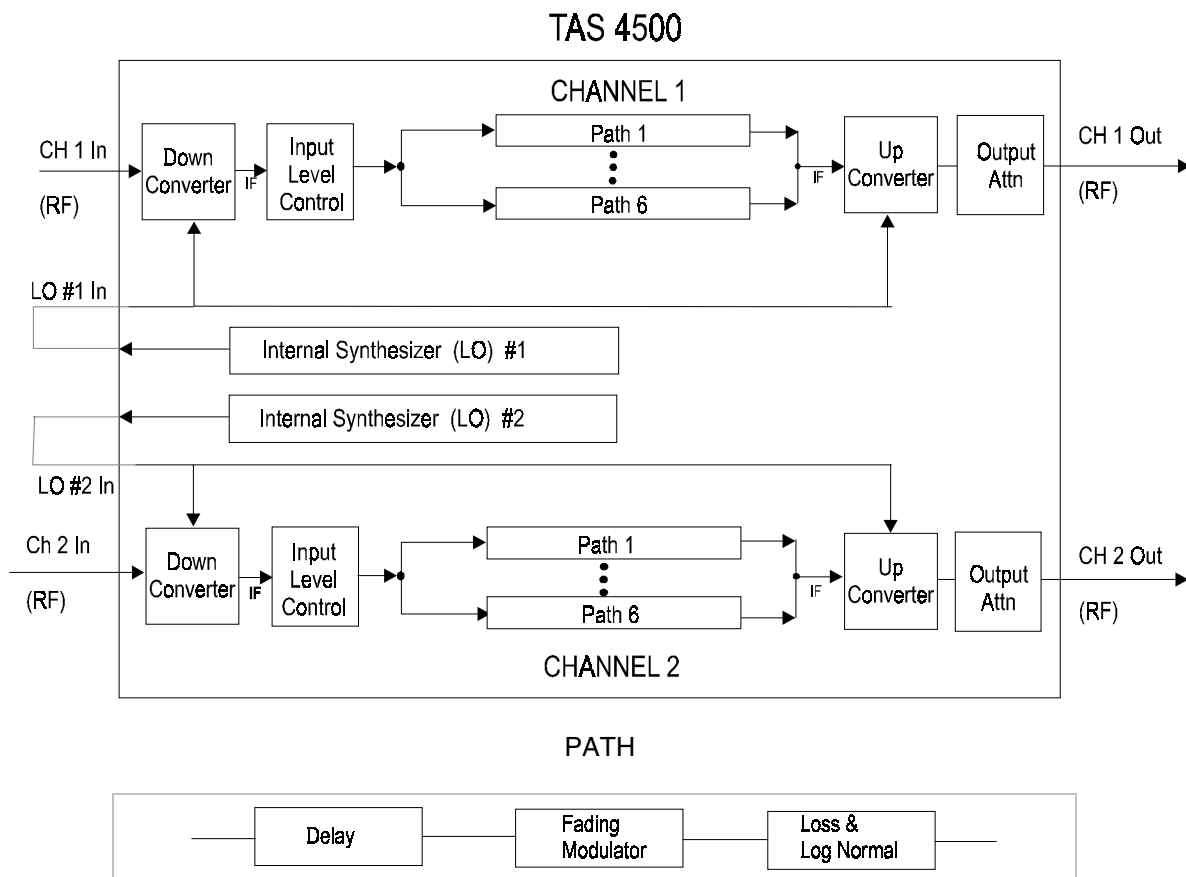 TAS 4500
CHANNEL 1
CH 1 In
(RF)
Down
Converter
IF
Input
Level
Control
Path 1
Path 6
IF
Up
Converter
Output
Attn
CH 1 Out
(RF)
LO #1 In
Internal Synthesizer (LO) #1
Internal Synthesizer (LO) #2
LO #2 In
Ch 2 In
(RF)
Down
Converter
IF
Input
Level
Control
Path 1
Path 6
IF
Up
Converter
Output
Attn
CH 2 Out
(RF)
CHANNEL 2
PATH
Delay
Fading
Modulator
Loss &
Log Normal